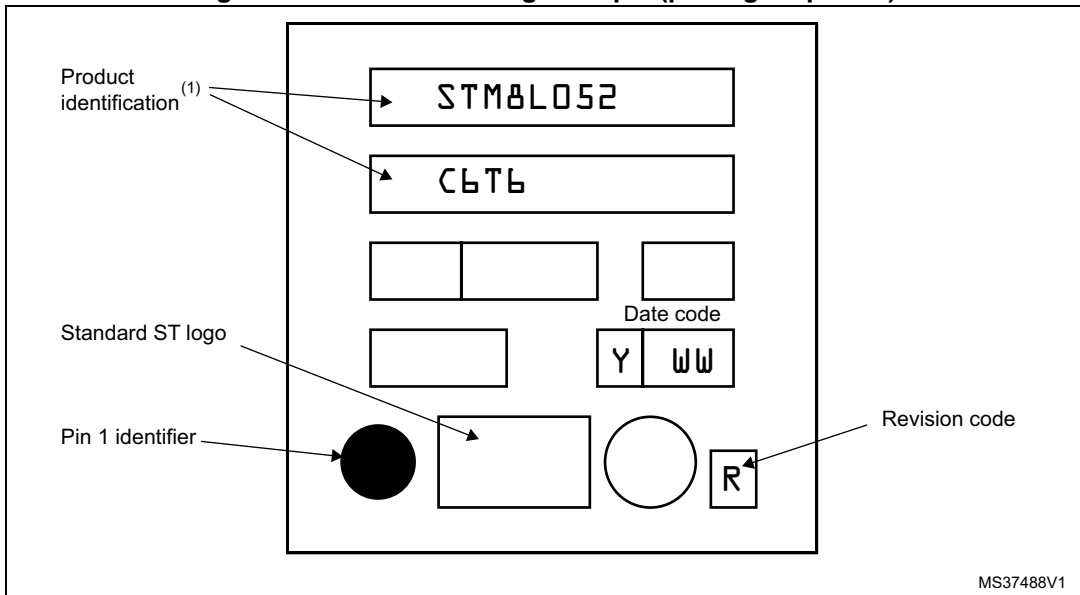 Product
identification (1)
STM8L052
C6T6
Date code
Standard ST logo
Y WW
Pin 1 identifier
Revision code
R
MS37488V1